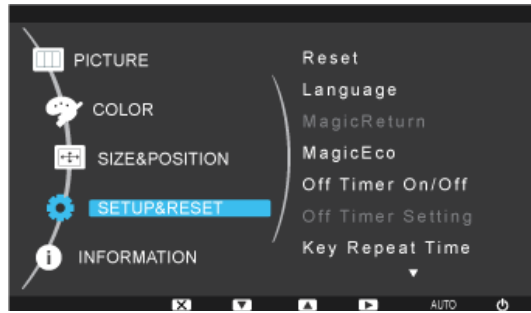 PICTURE
COLOR
SIZE&POSITION
SETUP&RESET
INFORMATION
Reset
Language
MagicReturn
MagicEco
Off Timer On/Off
Off Timer Setting
Key Repeat Time
AUTO